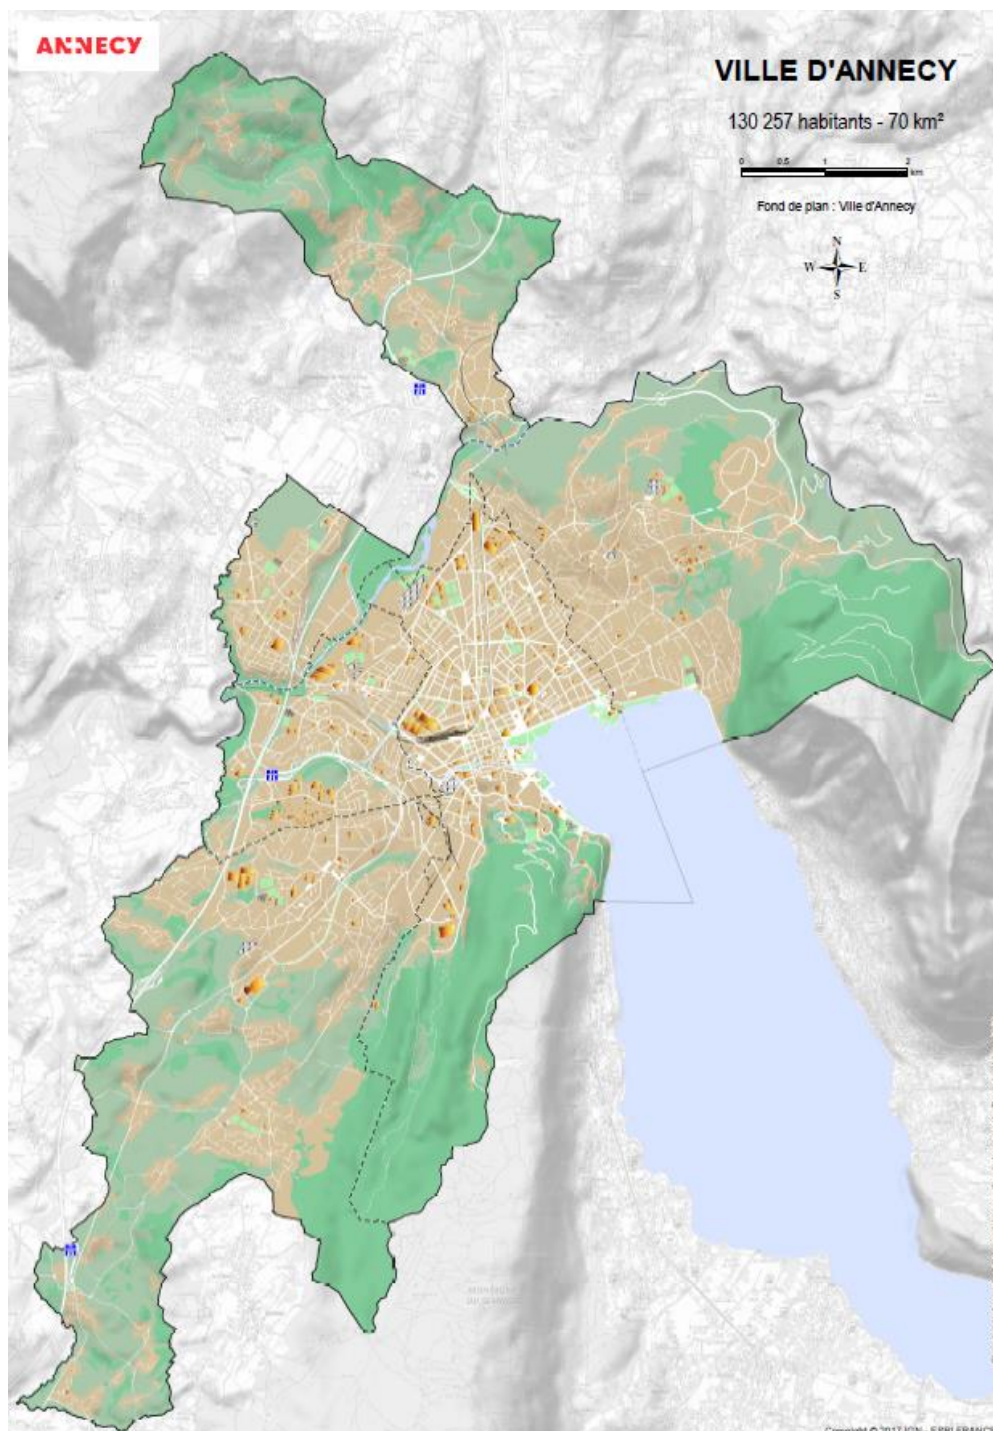 ANNECY
VILLE D'ANNECY
130 257 habitants - 70 km²
0 0.5 1 2
km
Fond de plan : Ville d'Annecy
N
W E
S